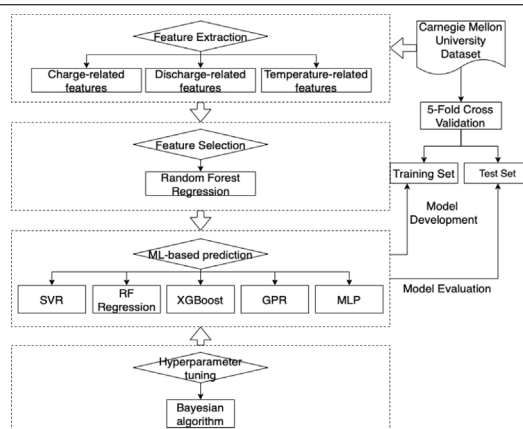 Feature Extraction
Charge-related
features
Discharge-related
features
Temperature-related
features
Carnegie Mellon
University
Dataset
5-Fold Cross
Validation
Training Set
Test Set
Feature Selection
Random Forest
Regression
Model
Development
ML-based prediction
SVR
RF
Regression
XGBoost
GPR
MLP
Model Evaluation
Hyperparameter
tuning
Bayesian
algorithm